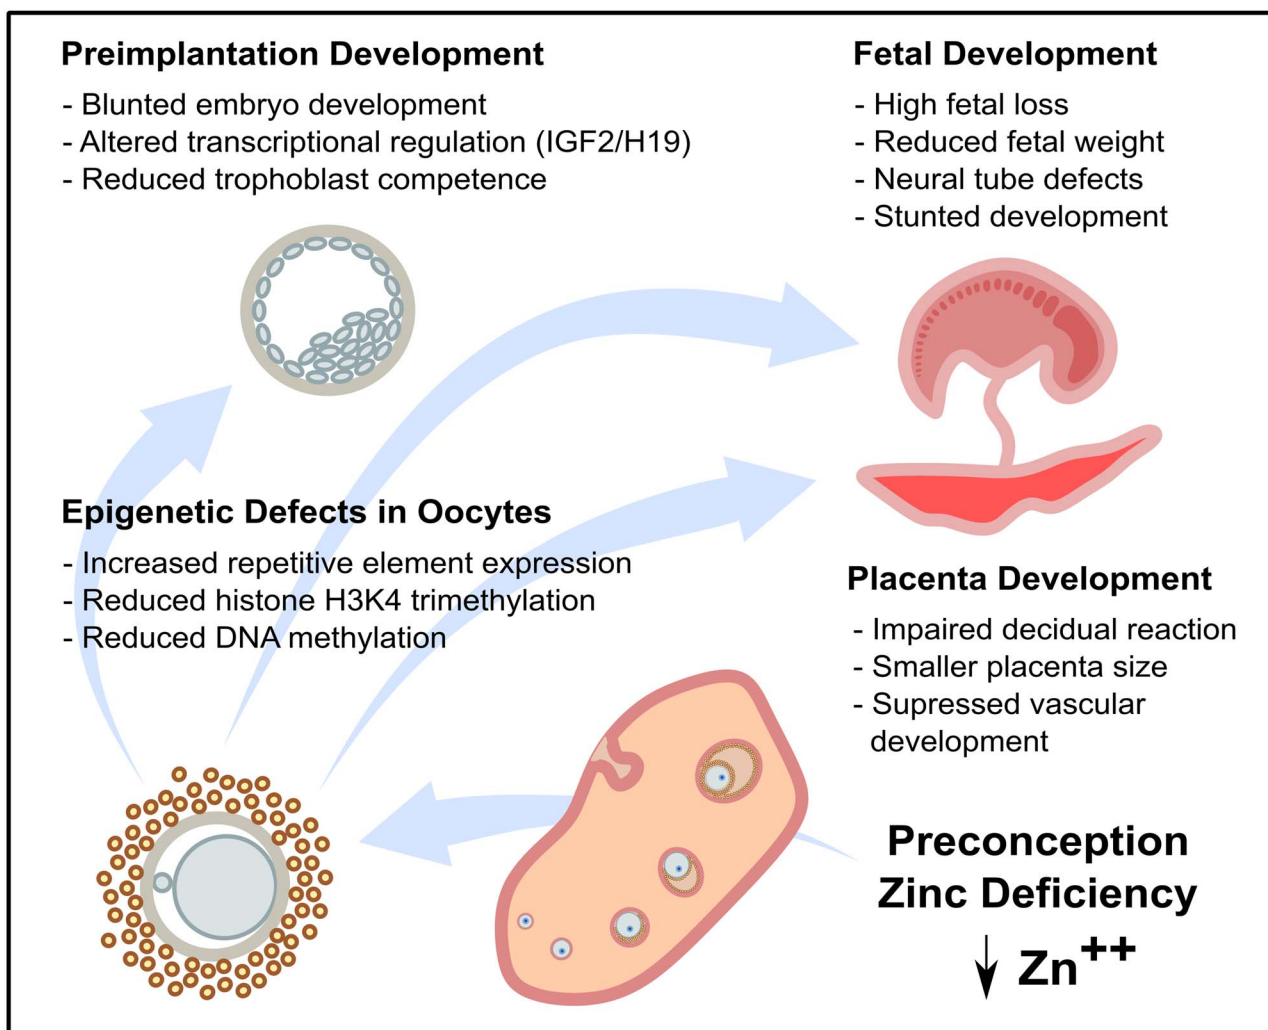 Preimplantation Development
- Blunted embryo development
- Altered transcriptional regulation (IGF2/H19)
- Reduced trophoblast competence
Fetal Development
- High fetal loss
- Reduced fetal weight
- Neural tube defects
- Stunted development
Epigenetic Defects in Oocytes
- Increased repetitive element expression
- Reduced histone H3K4 trimethylation
- Reduced DNA methylation
Placenta Development
- Impaired decidual reaction
- Smaller placenta size
- Supressed vascular
development
Preconception
Zinc Deficiency
↓ Zn++